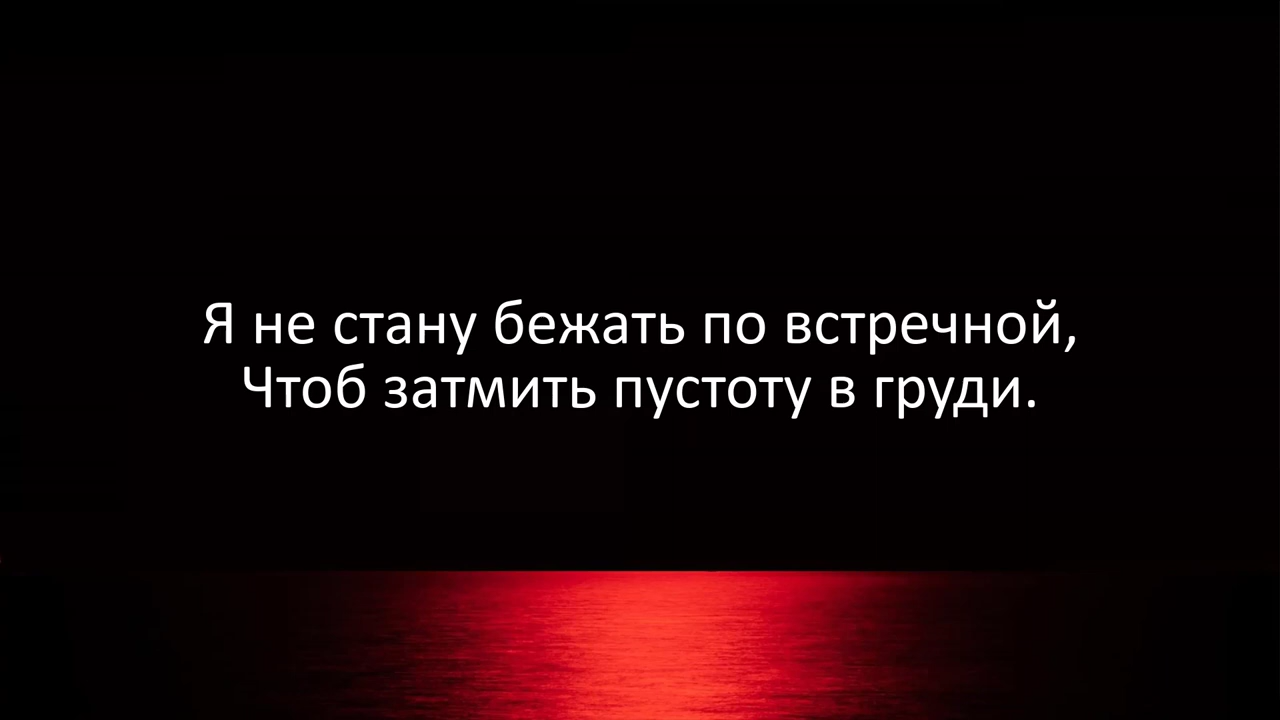 Я не стану бежать по встречной,
Чтоб затмить пустоту в груди.